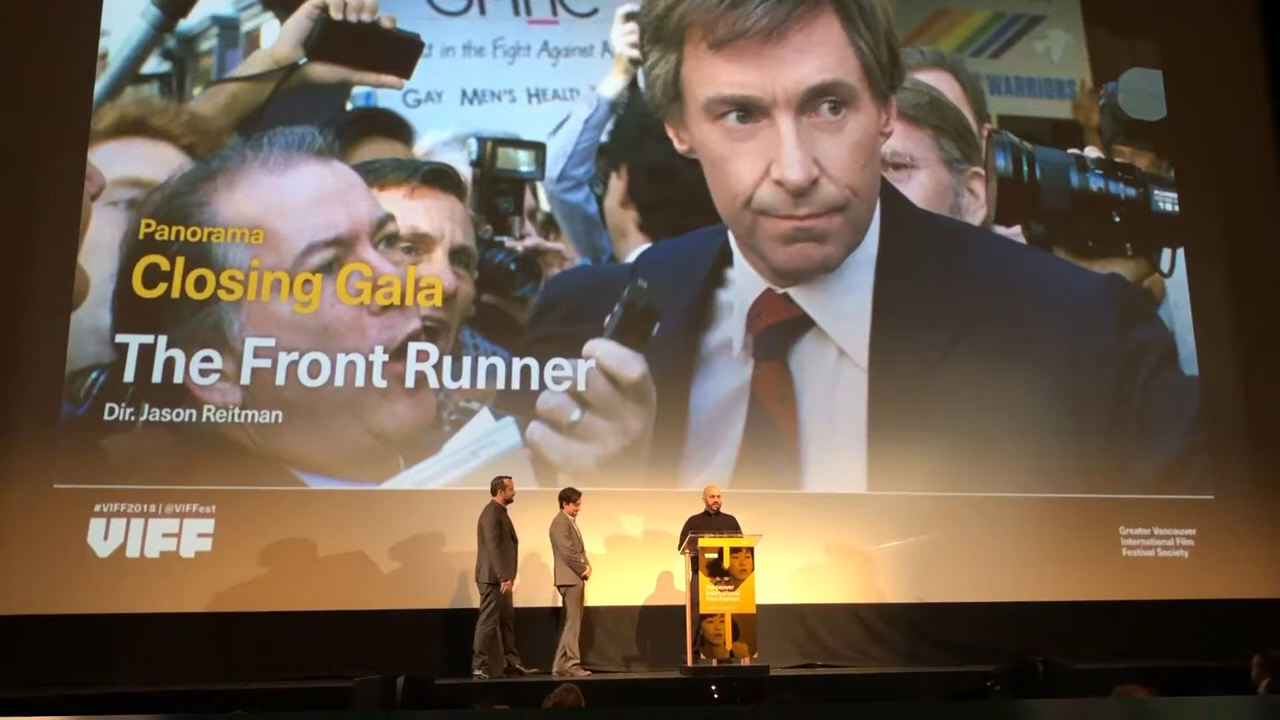 GMHC
in the Fight Against
GAY MEN'S HEALTH
WARRIORS
Panorama
Closing Gala
The Front Runner
Dir. Jason Reitman
#VIFF2018 | @VIFFest
VIFF
Greater Vancouver
International Film
Festival Society